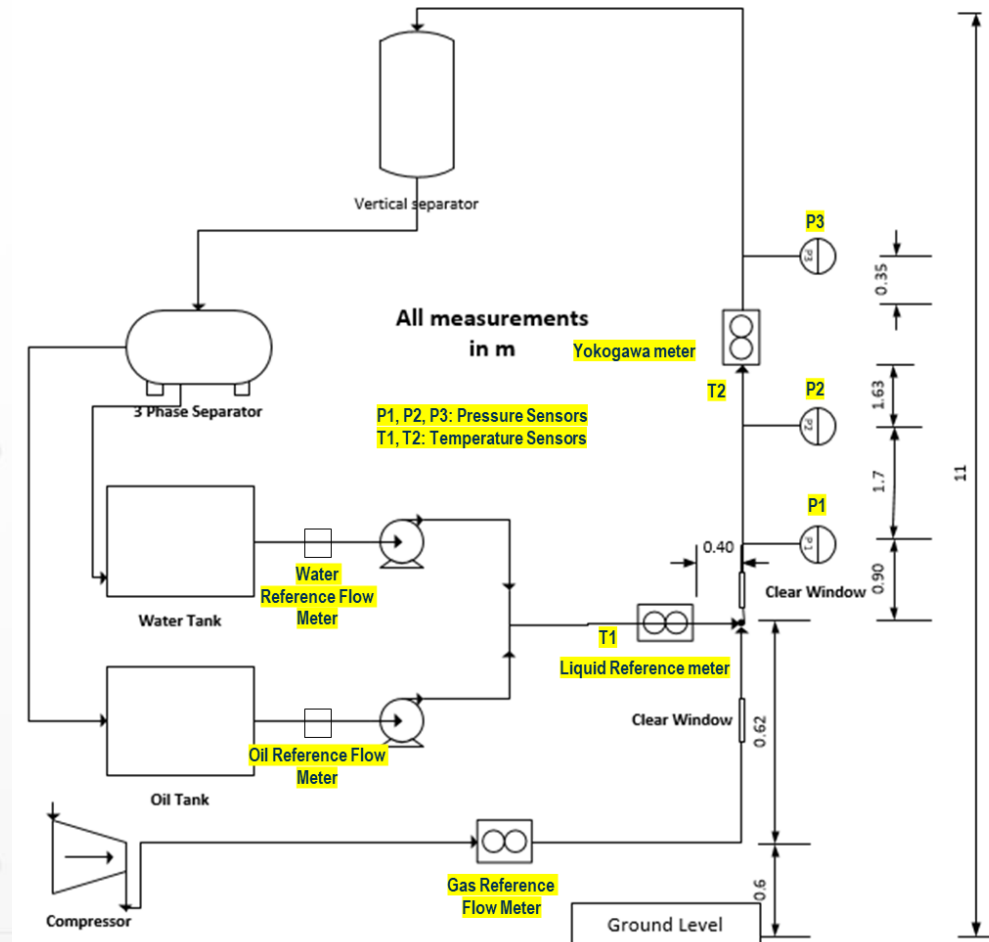 Vertical separator
P3
P3
0.35
All measurements
in m
Yokogawa meter
T2
P2
P2
1.63
3 Phase Separator
P1, P2, P3: Pressure Sensors
T1, T2: Temperature Sensors
11
1.7
P1
P1
0.40
0.90
Clear Window
Water
Reference Flow
Meter
Water Tank
T1
Liquid Reference meter
Clear Window
0.62
Oil Reference Flow
Meter
Oil Tank
Gas Reference
Flow Meter
0.6
Compressor
Ground Level